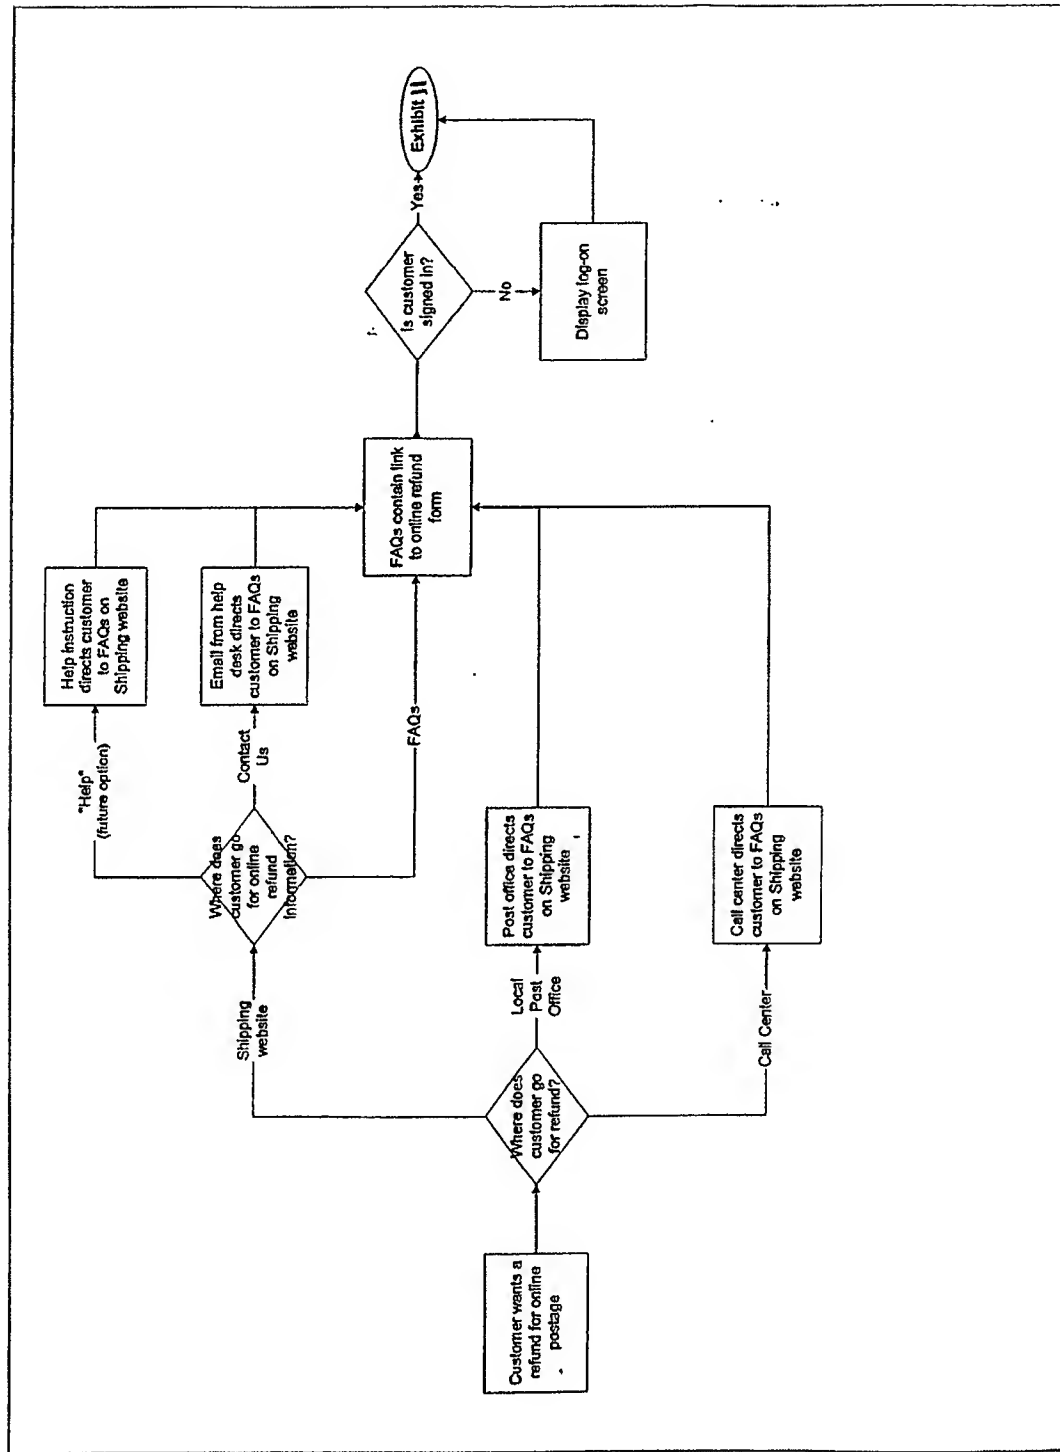 Customer wants a
refund for online
postage
Where does
customer go
for refund?
Shipping
website
Local
Post
Office
Call Center
Where does
customer go
for online
refund
information?
Post office directs
customer to FAQs
on Shipping
website
Call center directs
customer to FAQs
on Shipping
website
"Help"
(future option)
Contact
Us
FAQs
Help instruction
directs customer
to FAQs on
Shipping website
Email from help
desk directs
customer to FAQs
on Shipping
website
FAQs contain link
to online refund
form
Is customer
signed in?
Yes
No
Display log-on
screen
Exhibit